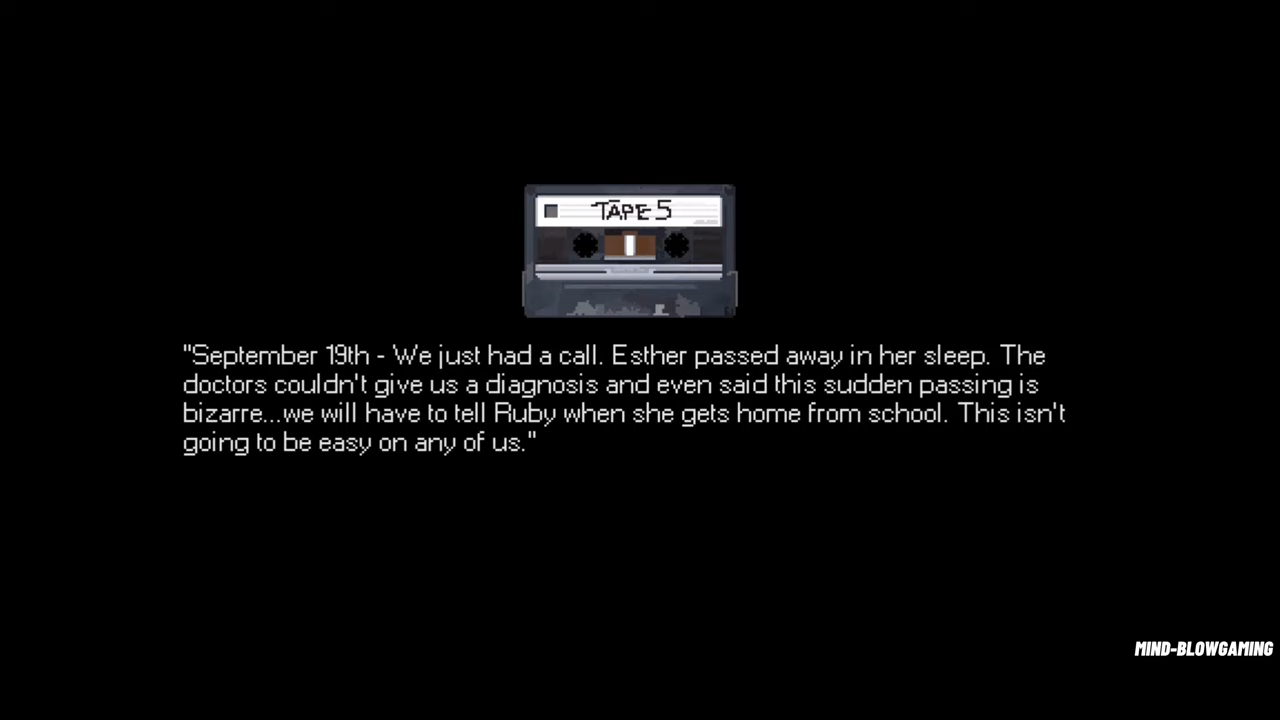 TAPE 5
"September 19th - We just had a call. Esther passed away in her sleep. The
doctors couldn't give us a diagnosis and even said this sudden passing is
bizarre...we will have to tell Ruby when she gets home from school. This isn't
going to be easy on any of us."
MIND-BLOWGAMING